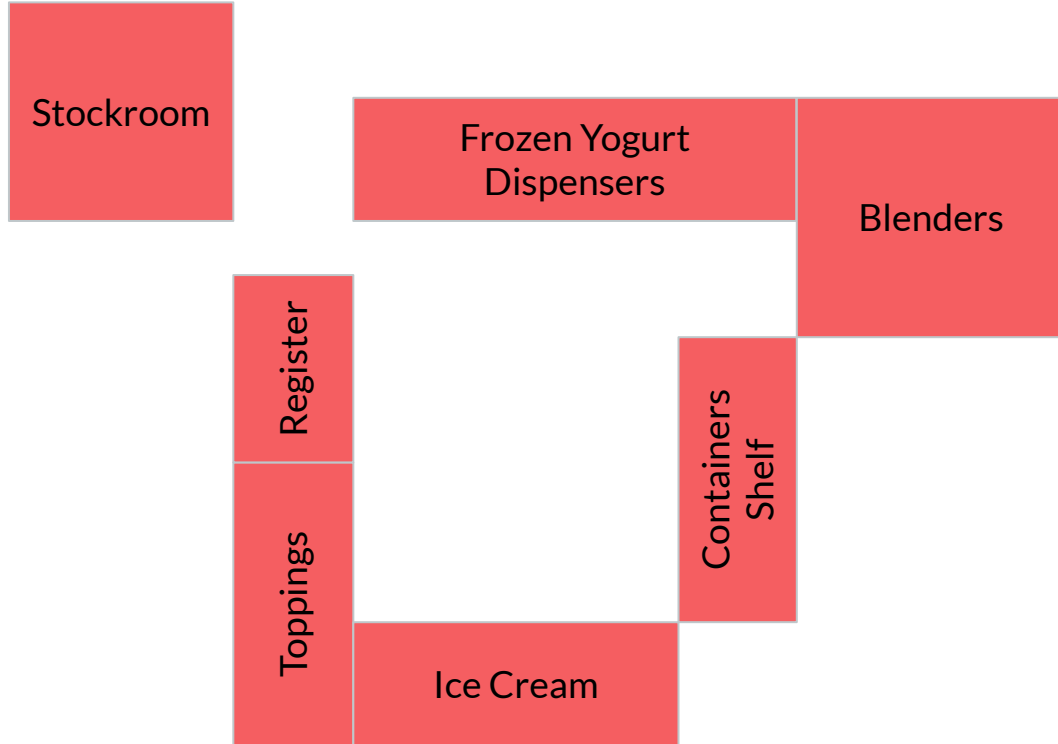 Stockroom
Frozen Yogurt
Dispensers
Blenders
Register
Containers
Shelf
Toppings
Ice Cream